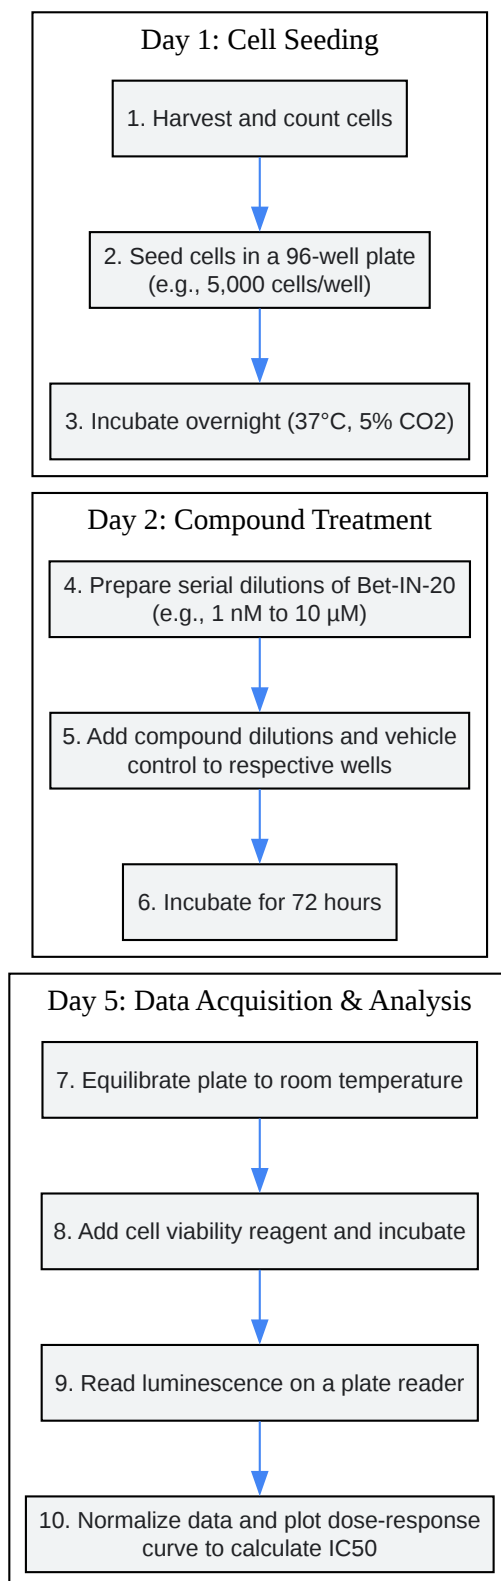 Day 1: Cell Seeding
1. Harvest and count cells
2. Seed cells in a 96-well plate
(e.g., 5,000 cells/well)
3. Incubate overnight (37°C, 5% CO2)
Day 2: Compound Treatment
4. Prepare serial dilutions of Bet-IN-20
(e.g., 1 nM to 10 µM)
5. Add compound dilutions and vehicle
control to respective wells
6. Incubate for 72 hours
Day 5: Data Acquisition & Analysis
7. Equilibrate plate to room temperature
8. Add cell viability reagent and incubate
9. Read luminescence on a plate reader
10. Normalize data and plot dose-response
curve to calculate IC50